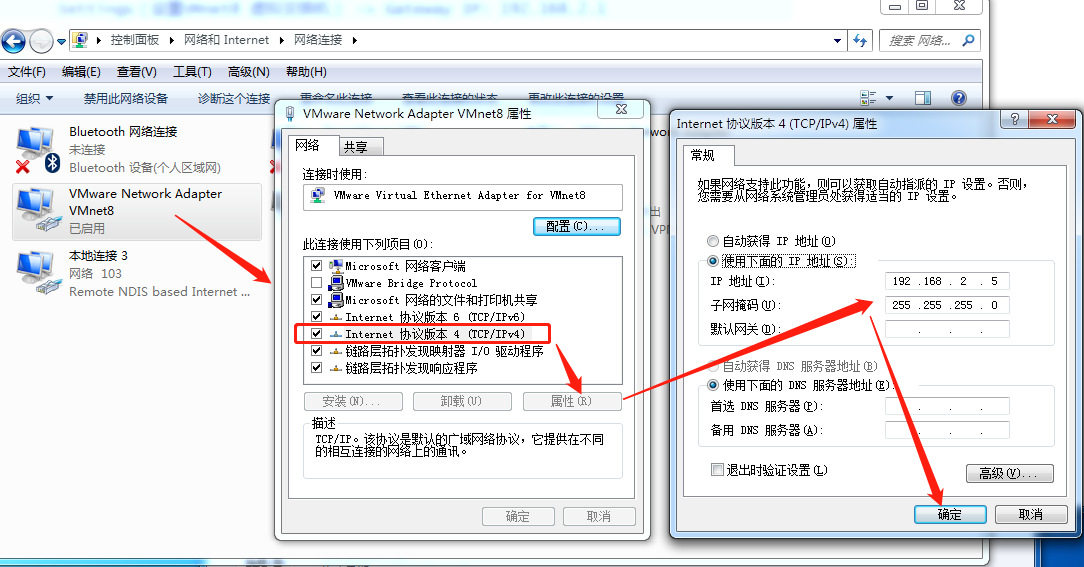 控制面板 ▸ 网络和 Internet ▸ 网络连接 ▸
搜索 网络...
文件(F) 编辑(E) 查看(V) 工具(T) 高级(N) 帮助(H)
组织 禁用此网络设备 诊断这个连接
Bluetooth 网络连接
未连接
Bluetooth 设备(个人区域网)
VMware Network Adapter
VMnet8
已启用
本地连接 3
网络 103
Remote NDIS based Internet ...
VMware Network Adapter VMnet8 属性
网络 共享
连接时使用:
VMware Virtual Ethernet Adapter for VMnet8
配置(C)...
此连接使用下列项目(O):
Microsoft 网络客户端
VMware Bridge Protocol
Microsoft 网络的文件和打印机共享
Internet 协议版本 6 (TCP/IPv6)
Internet 协议版本 4 (TCP/IPv4)
链路层拓扑发现映射器 I/O 驱动程序
链路层拓扑发现响应程序
安装(N)... 卸载(U) 属性(R)
描述
TCP/IP。该协议是默认的广域网络协议，它提供在不同
的相互连接的网络上的通讯。
确定 取消
Internet 协议版本 4 (TCP/IPv4) 属性
常规
如果网络支持此功能，则可以获取自动指派的 IP 设置。否则，
您需要从网络系统管理员处获得适当的 IP 设置。
自动获得 IP 地址(O)
使用下面的 IP 地址(S):
IP 地址(I): 192 .168 . 2 . 5
子网掩码(U): 255 .255 .255 . 0
默认网关(D): . . .
自动获得 DNS 服务器地址(B)
使用下面的 DNS 服务器地址(E):
首选 DNS 服务器(P): . . .
备用 DNS 服务器(A): . . .
退出时验证设置(L)
高级(V)...
确定 取消